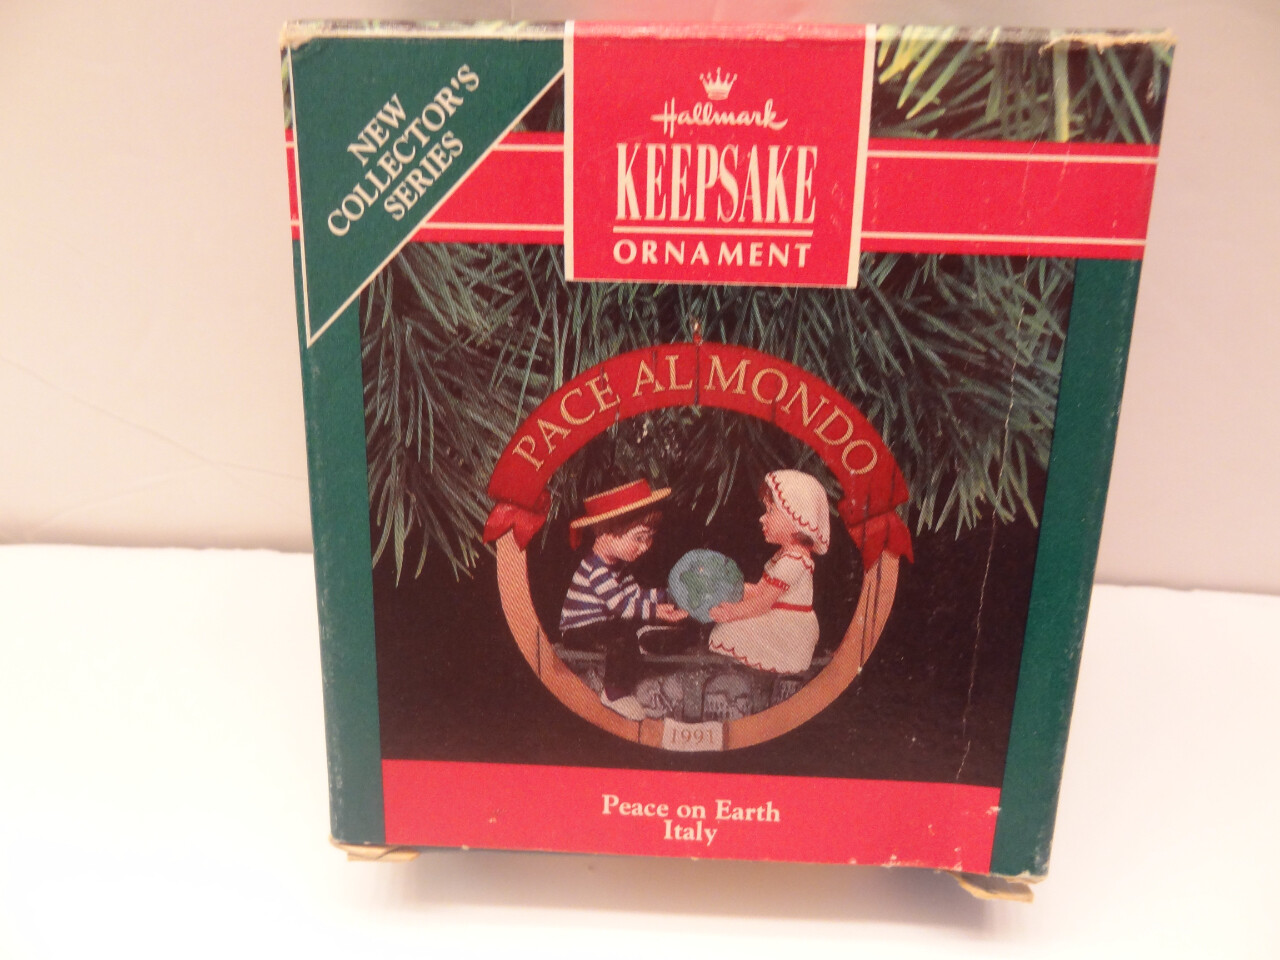 NEW
COLLECTOR'S
SERIES
Hallmark
KEEPSAKE
ORNAMENT
PACE AL MONDO
1991
Peace on Earth
Italy